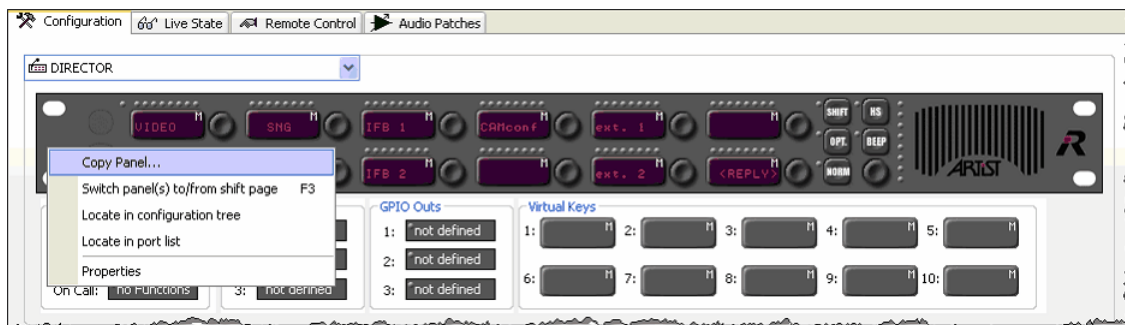 Configuration Live State Remote Control Audio Patches
DIRECTOR
VIDEO M SNG M IFB 1 M CAMconf M ext. 1 M M SHIFT HS
OPT. BEEP
IFB 2 M M ext. 2 M <REPLY> M NORM ARTIST R
Copy Panel...
Switch panel(s) to/from shift page F3
Locate in configuration tree
Locate in port list
Properties
GPIO Outs Virtual Keys
1: not defined 1: M 2: M 3: M 4: M 5: M
2: not defined
On Call: no Functions 3: not defined 3: not defined 6: M 7: M 8: M 9: M 10: M